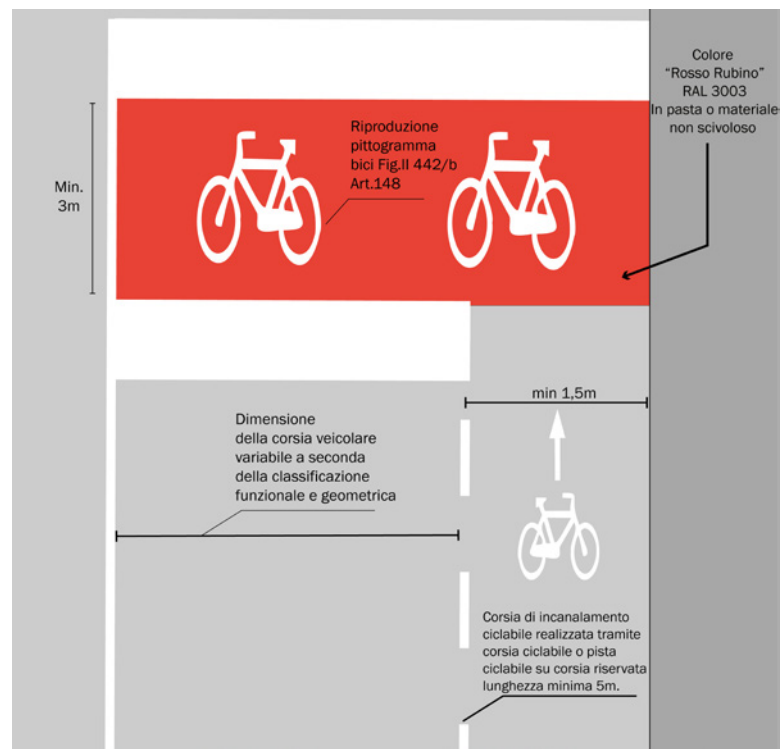 Colore
“Rosso Rubino”
RAL 3003
In pasta o materiale
non scivoloso
Riproduzione
pittogramma
bici Fig.II 442/b
Art.148
Min.
3m
min 1,5m
Dimensione
della corsia veicolare
variabile a seconda
della classificazione
funzionale e geometrica
Corsia di incanalamento
ciclabile realizzata tramite
corsia ciclabile o pista
ciclabile su corsia riservata
lunghezza minima 5m.